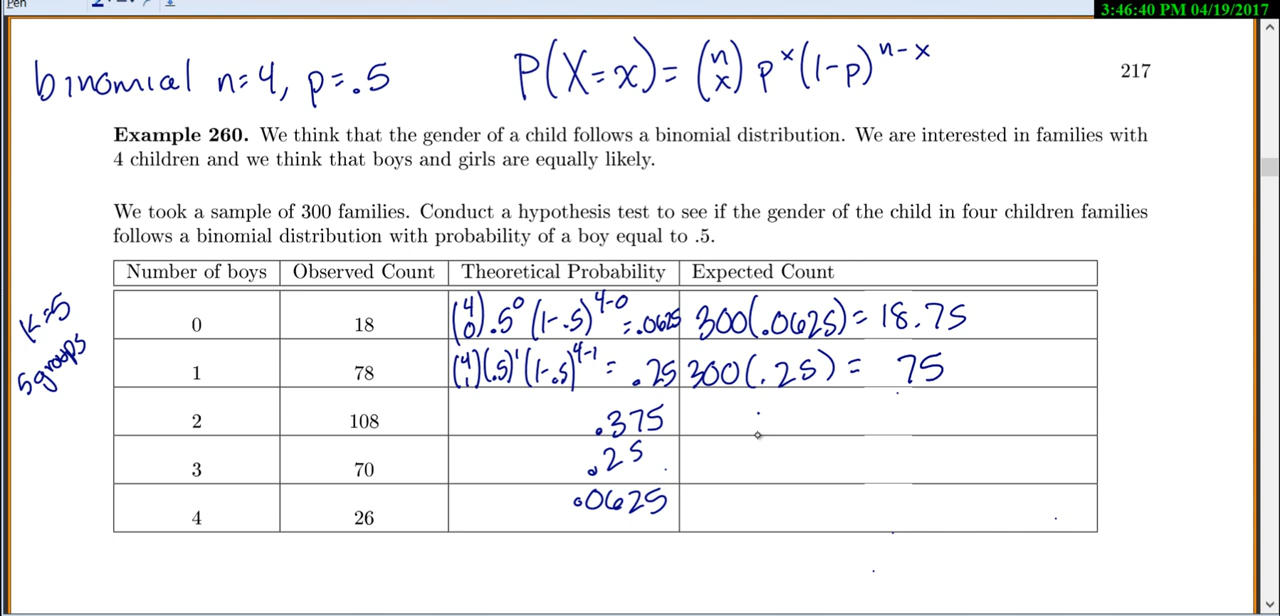 Pen
3:46:40 PM 04/19/2017
binomial n=4, p=.5
P(X=x)=(n x) p^x (1-p)^n-x
217
Example 260. We think that the gender of a child follows a binomial distribution. We are interested in families with
4 children and we think that boys and girls are equally likely.
We took a sample of 300 families. Conduct a hypothesis test to see if the gender of the child in four children families
follows a binomial distribution with probability of a boy equal to .5.
Number of boys Observed Count Theoretical Probability Expected Count
K=5
5 groups
0 18 (4 0).5^0 (1-.5)^4-0 =.0625 300(.0625)= 18.75
1 78 (4 1)(.5)^1 (1-.5)^4-1 = .25 300(.25) = 75
2 108 .375
3 70 .25
4 26 .0625